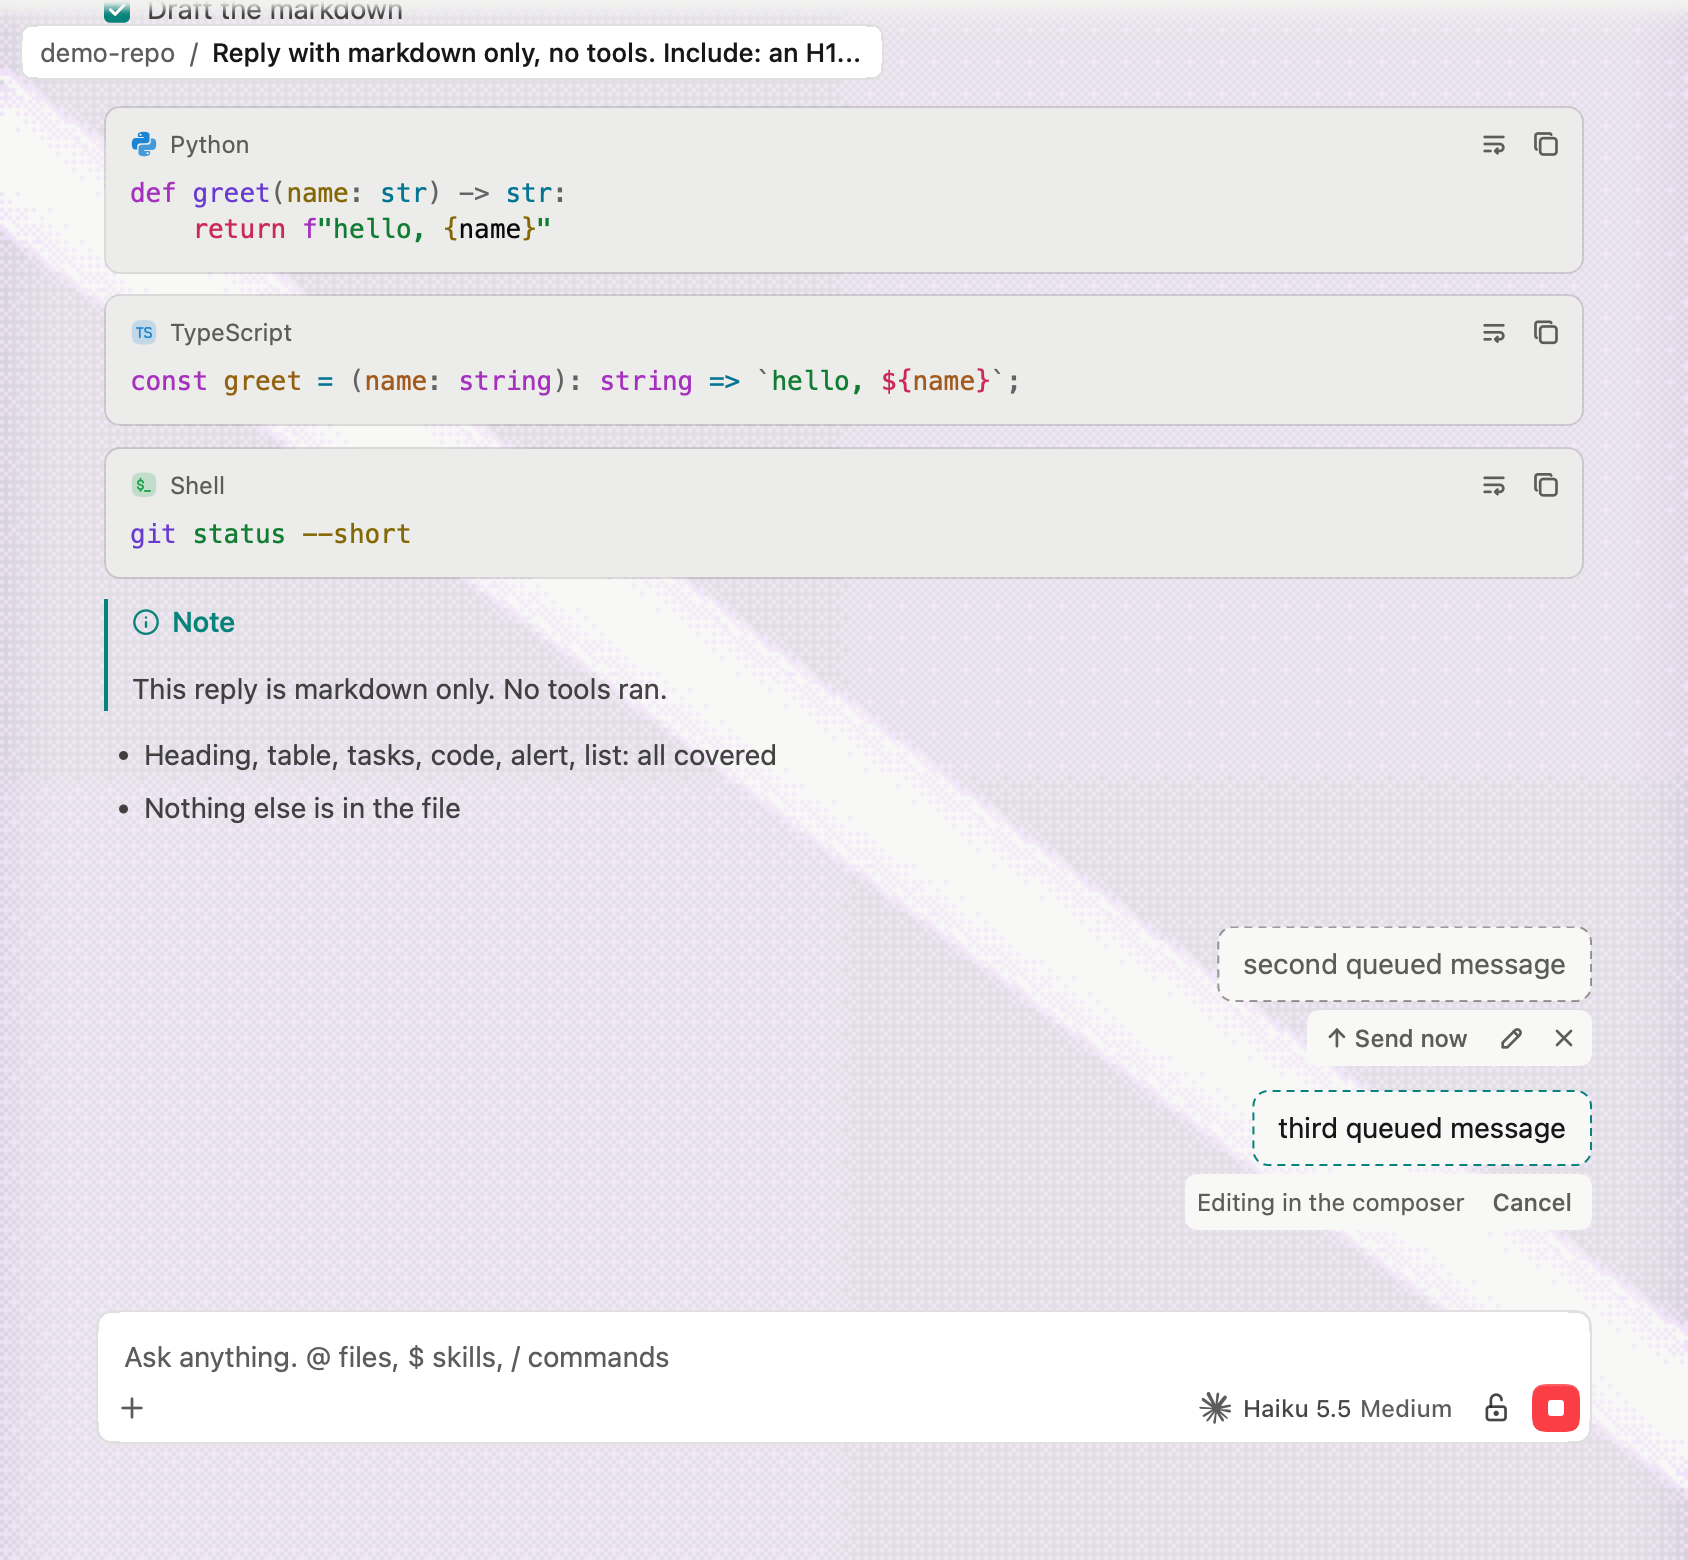 Draft the markdown
demo-repo / Reply with markdown only, no tools. Include: an H1...
Python
def greet(name: str) -> str:
    return f"hello, {name}"
TS TypeScript
const greet = (name: string): string => `hello, ${name}`;
$_ Shell
git status --short
Note
This reply is markdown only. No tools ran.
• Heading, table, tasks, code, alert, list: all covered
• Nothing else is in the file
second queued message
↑ Send now
third queued message
Editing in the composer Cancel
Ask anything. @ files, $ skills, / commands
Haiku 5.5 Medium